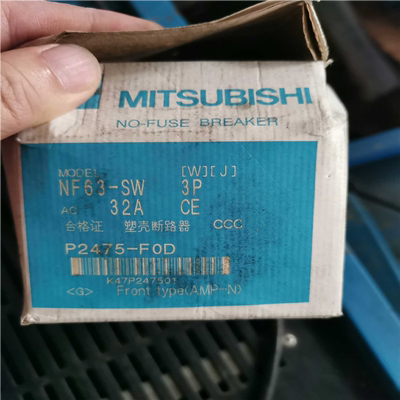 MITSUBISHI
NO-FUSE BREAKER
MODEL [W][J]
NF63-SW 3P
AC 32A CE
合格证 塑壳断路器 CCC
P2475-F0D
K47P247501
<G> Front type(AMP-N)